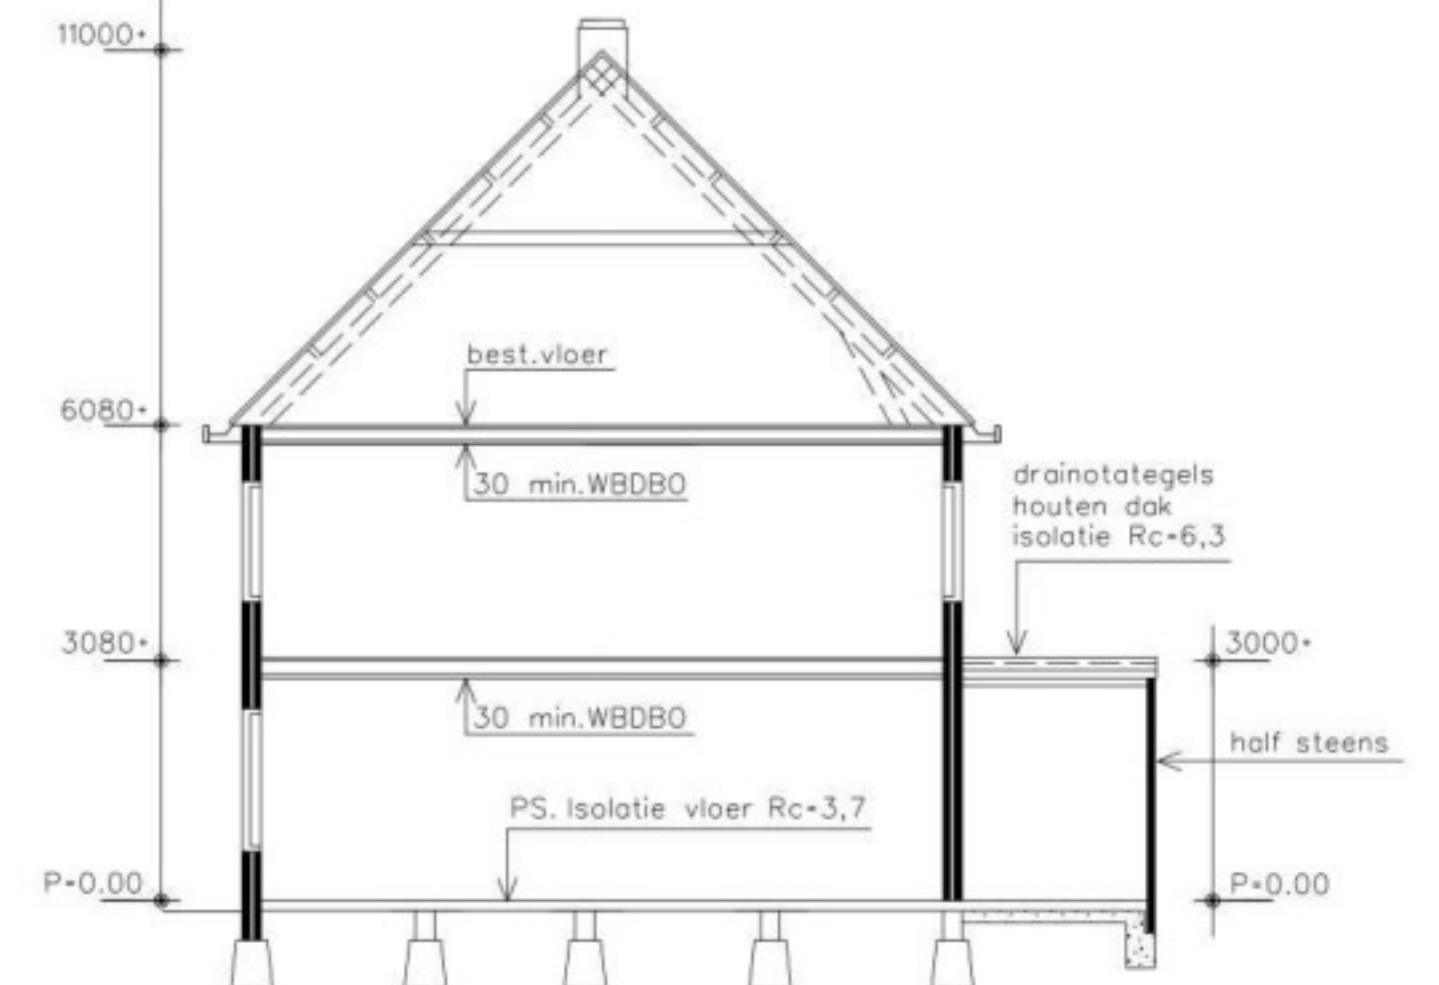 11000+
best.vloer
6080+
30 min.WBDBO
drainotategels
houten dak
isolatie Rc=6,3
3080+
3000+
30 min.WBDBO
half steens
PS. Isolatie vloer Rc=3,7
P=0.00
P=0.00